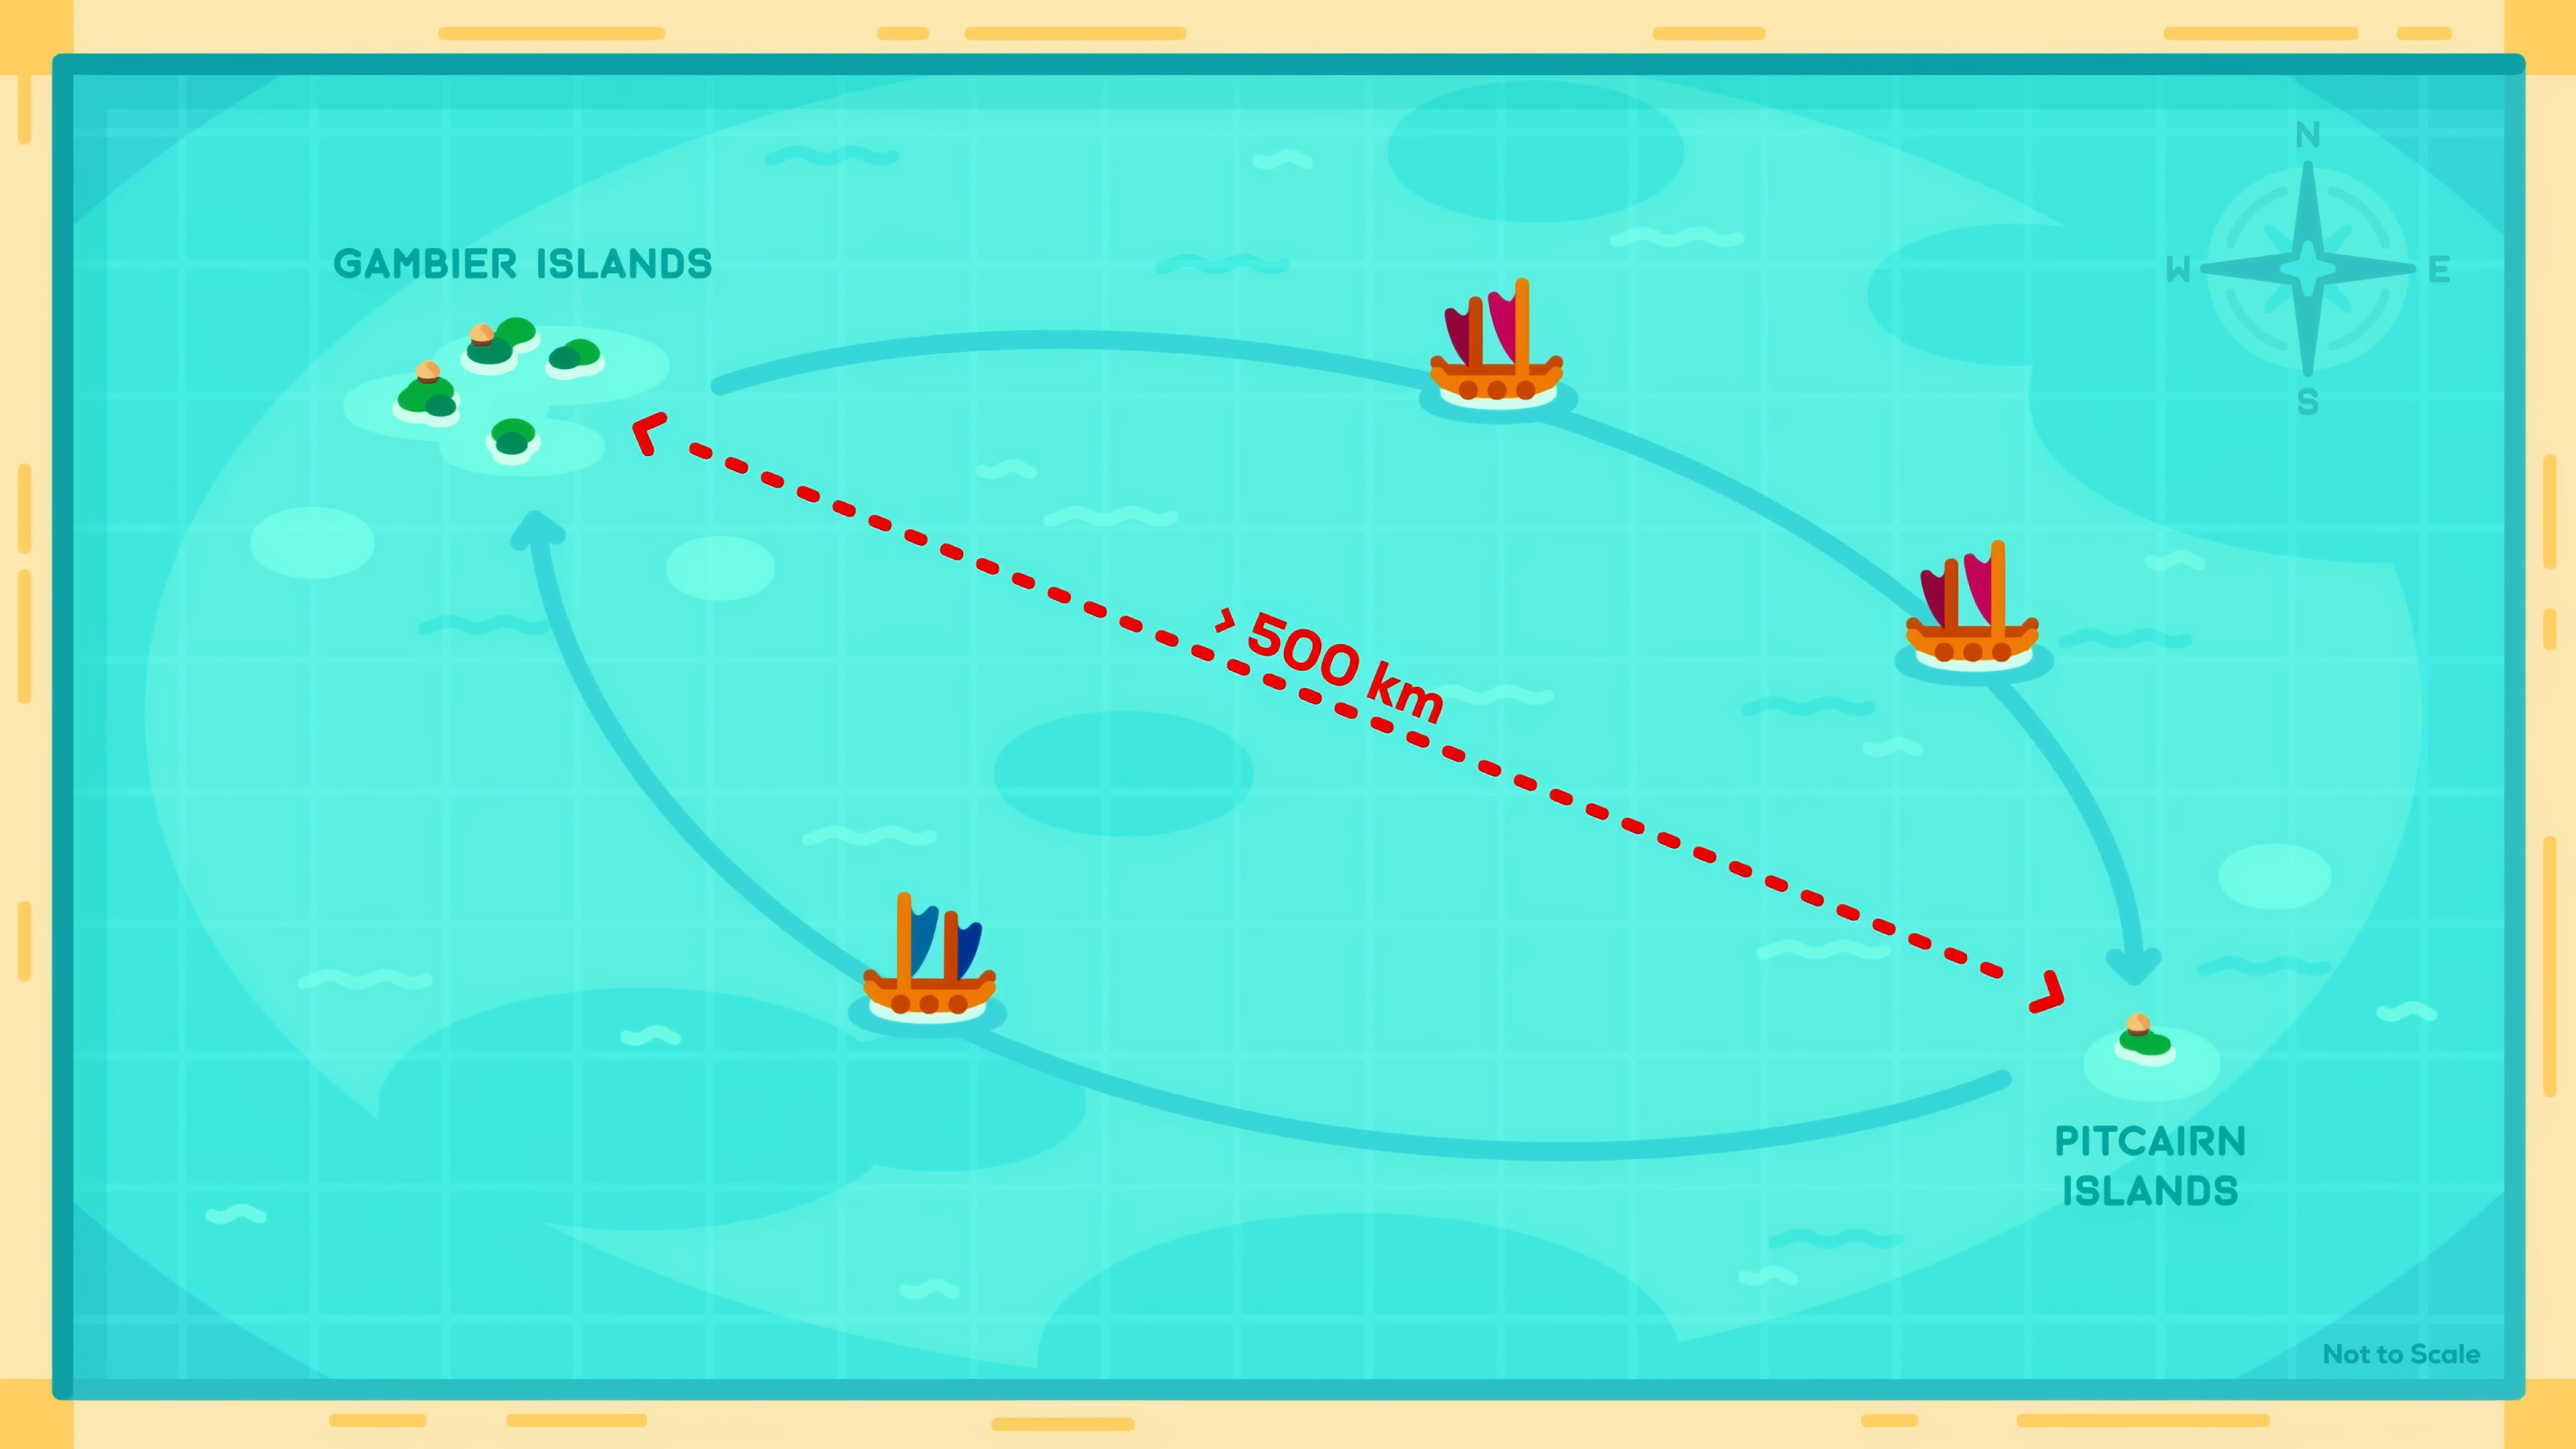 N
W E
S
GAMBIER ISLANDS
> 500 km
PITCAIRN
ISLANDS
Not to Scale